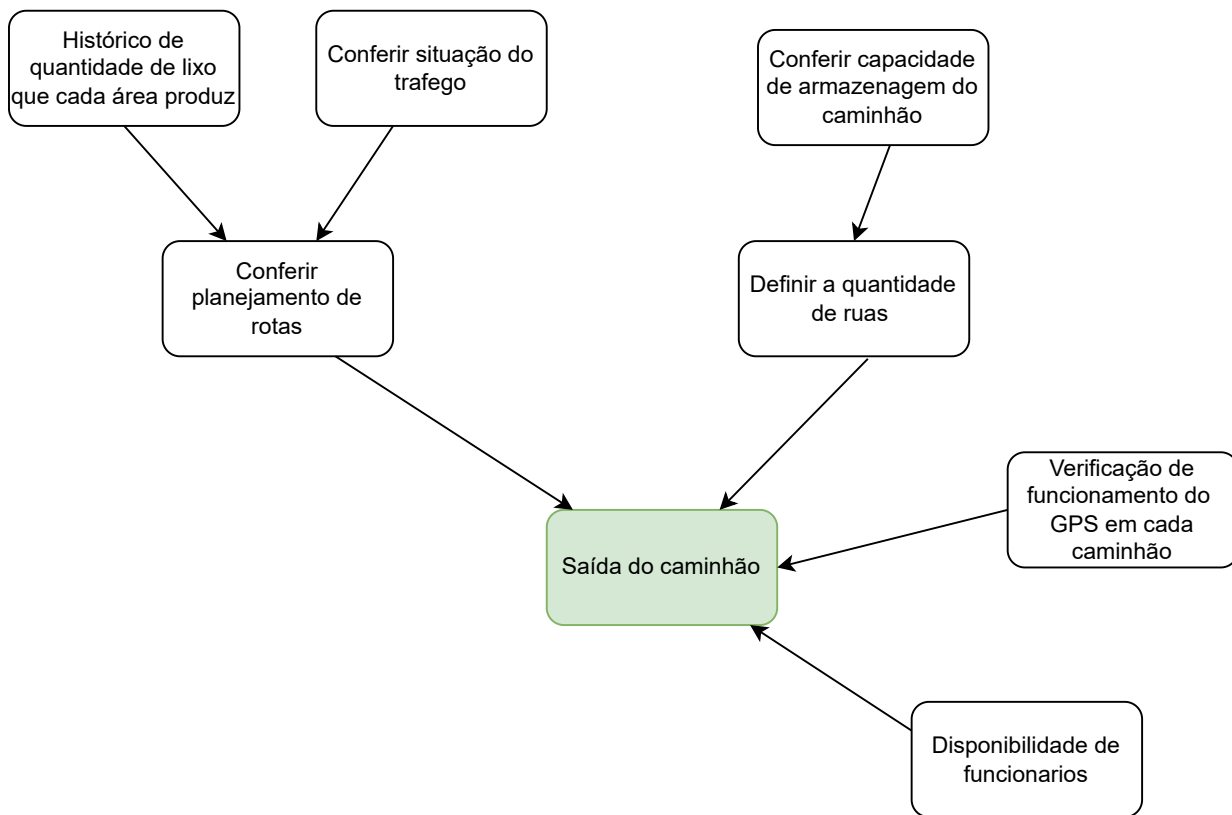 Histórico de
quantidade de lixo
que cada área produz
Conferir situação do
trafego
Conferir capacidade
de armazenagem do
caminhão
Conferir
planejamento de
rotas
Definir a quantidade
de ruas
Verificação de
funcionamento do
GPS em cada
caminhão
Saída do caminhão
Disponibilidade de
funcionarios